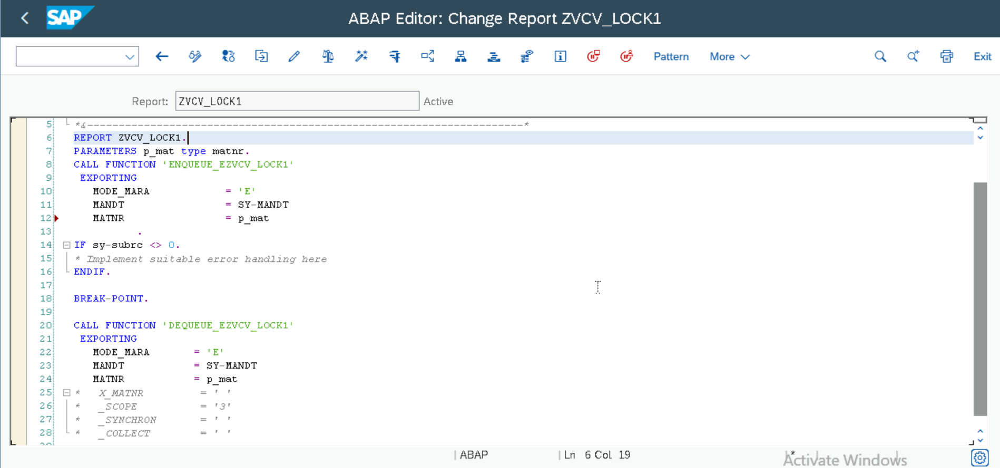 SAP
ABAP Editor: Change Report ZVCV_LOCK1
Pattern More Exit
Report: ZVCV_LOCK1 Active
5 *&---------------------------------------------------------------------*
6 REPORT ZVCV_LOCK1.
7 PARAMETERS p_mat type matnr.
8 CALL FUNCTION 'ENQUEUE_EZVCV_LOCK1'
9 EXPORTING
10 MODE_MARA = 'E'
11 MANDT = SY-MANDT
12 MATNR = p_mat
13 .
14 IF sy-subrc <> 0.
15 * Implement suitable error handling here
16 ENDIF.
17
18 BREAK-POINT.
19
20 CALL FUNCTION 'DEQUEUE_EZVCV_LOCK1'
21 EXPORTING
22 MODE_MARA = 'E'
23 MANDT = SY-MANDT
24 MATNR = p_mat
25 * X_MATNR = ' '
26 * _SCOPE = '3'
27 * _SYNCHRON = ' '
28 * _COLLECT = ' '
ABAP Ln 6 Col 19 *
Activate Windows